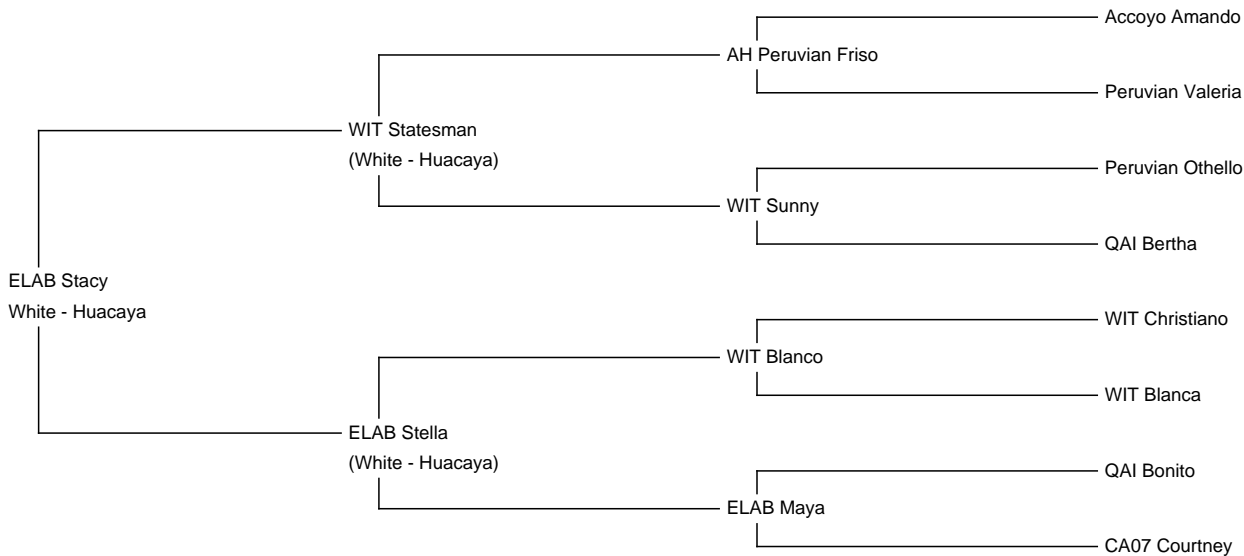 Accoyo Amando
AH Peruvian Friso
Peruvian Valeria
WIT Statesman
(White - Huacaya)
Peruvian Othello
WIT Sunny
QAI Bertha
ELAB Stacy
White - Huacaya
WIT Christiano
WIT Blanco
WIT Blanca
ELAB Stella
(White - Huacaya)
QAI Bonito
ELAB Maya
CA07 Courtney